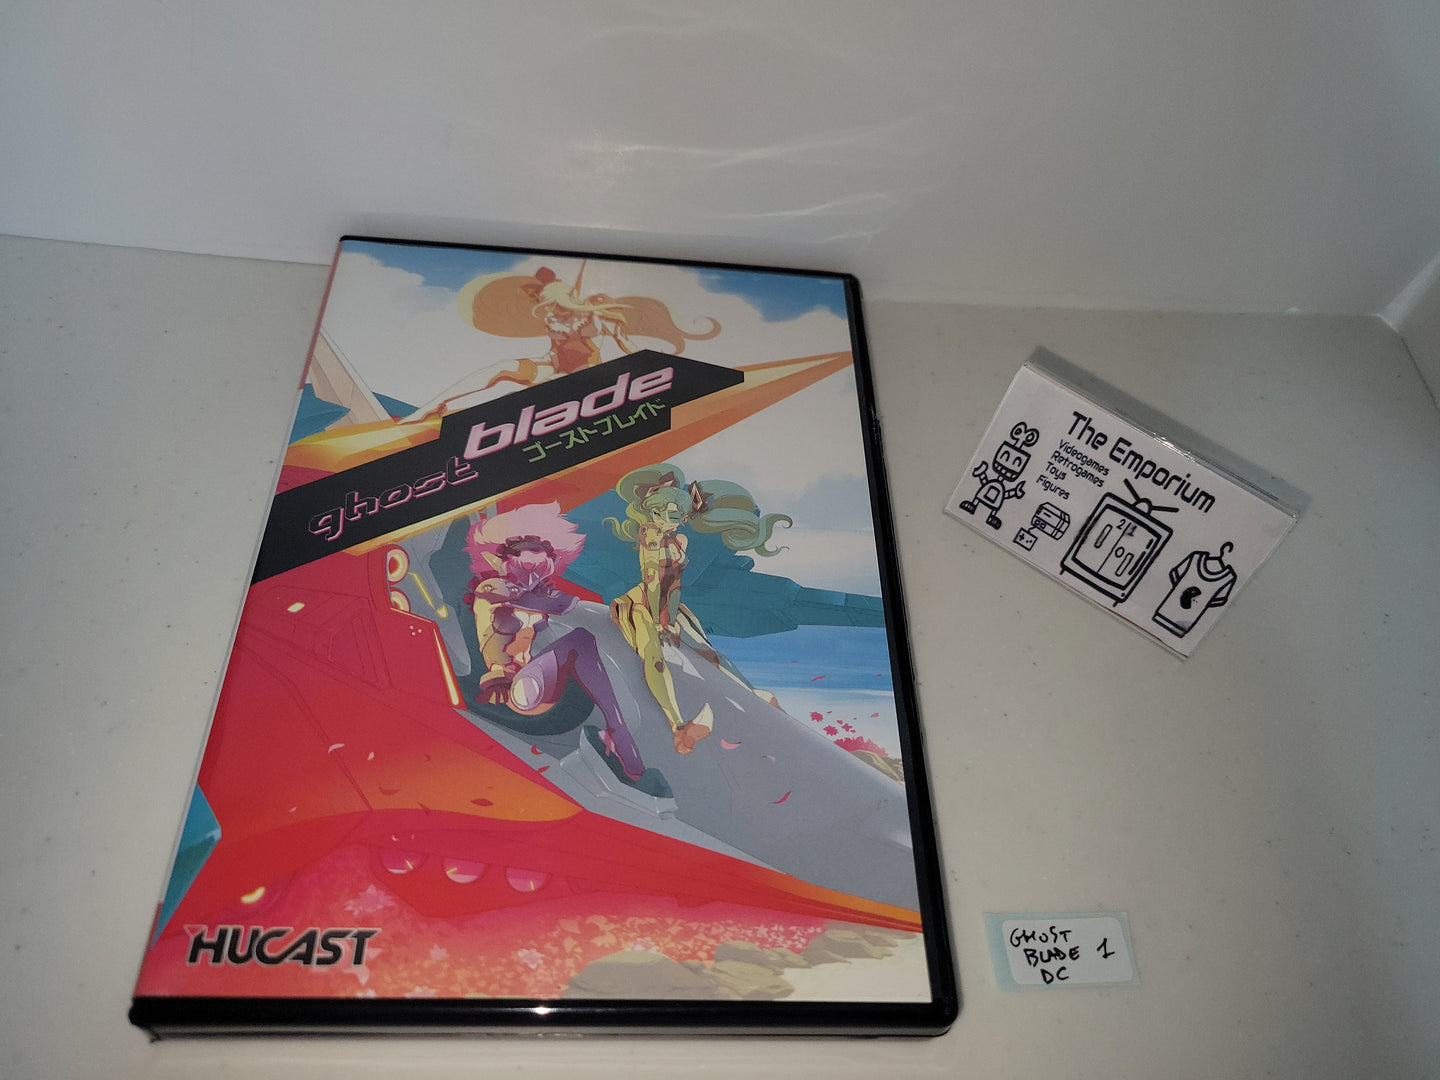 ghost blade
ゴーストブレイド
HUCAST
The Emporium
Videogames
Retrogames
Toys
Figures
GHOST
BLADE 1
DC